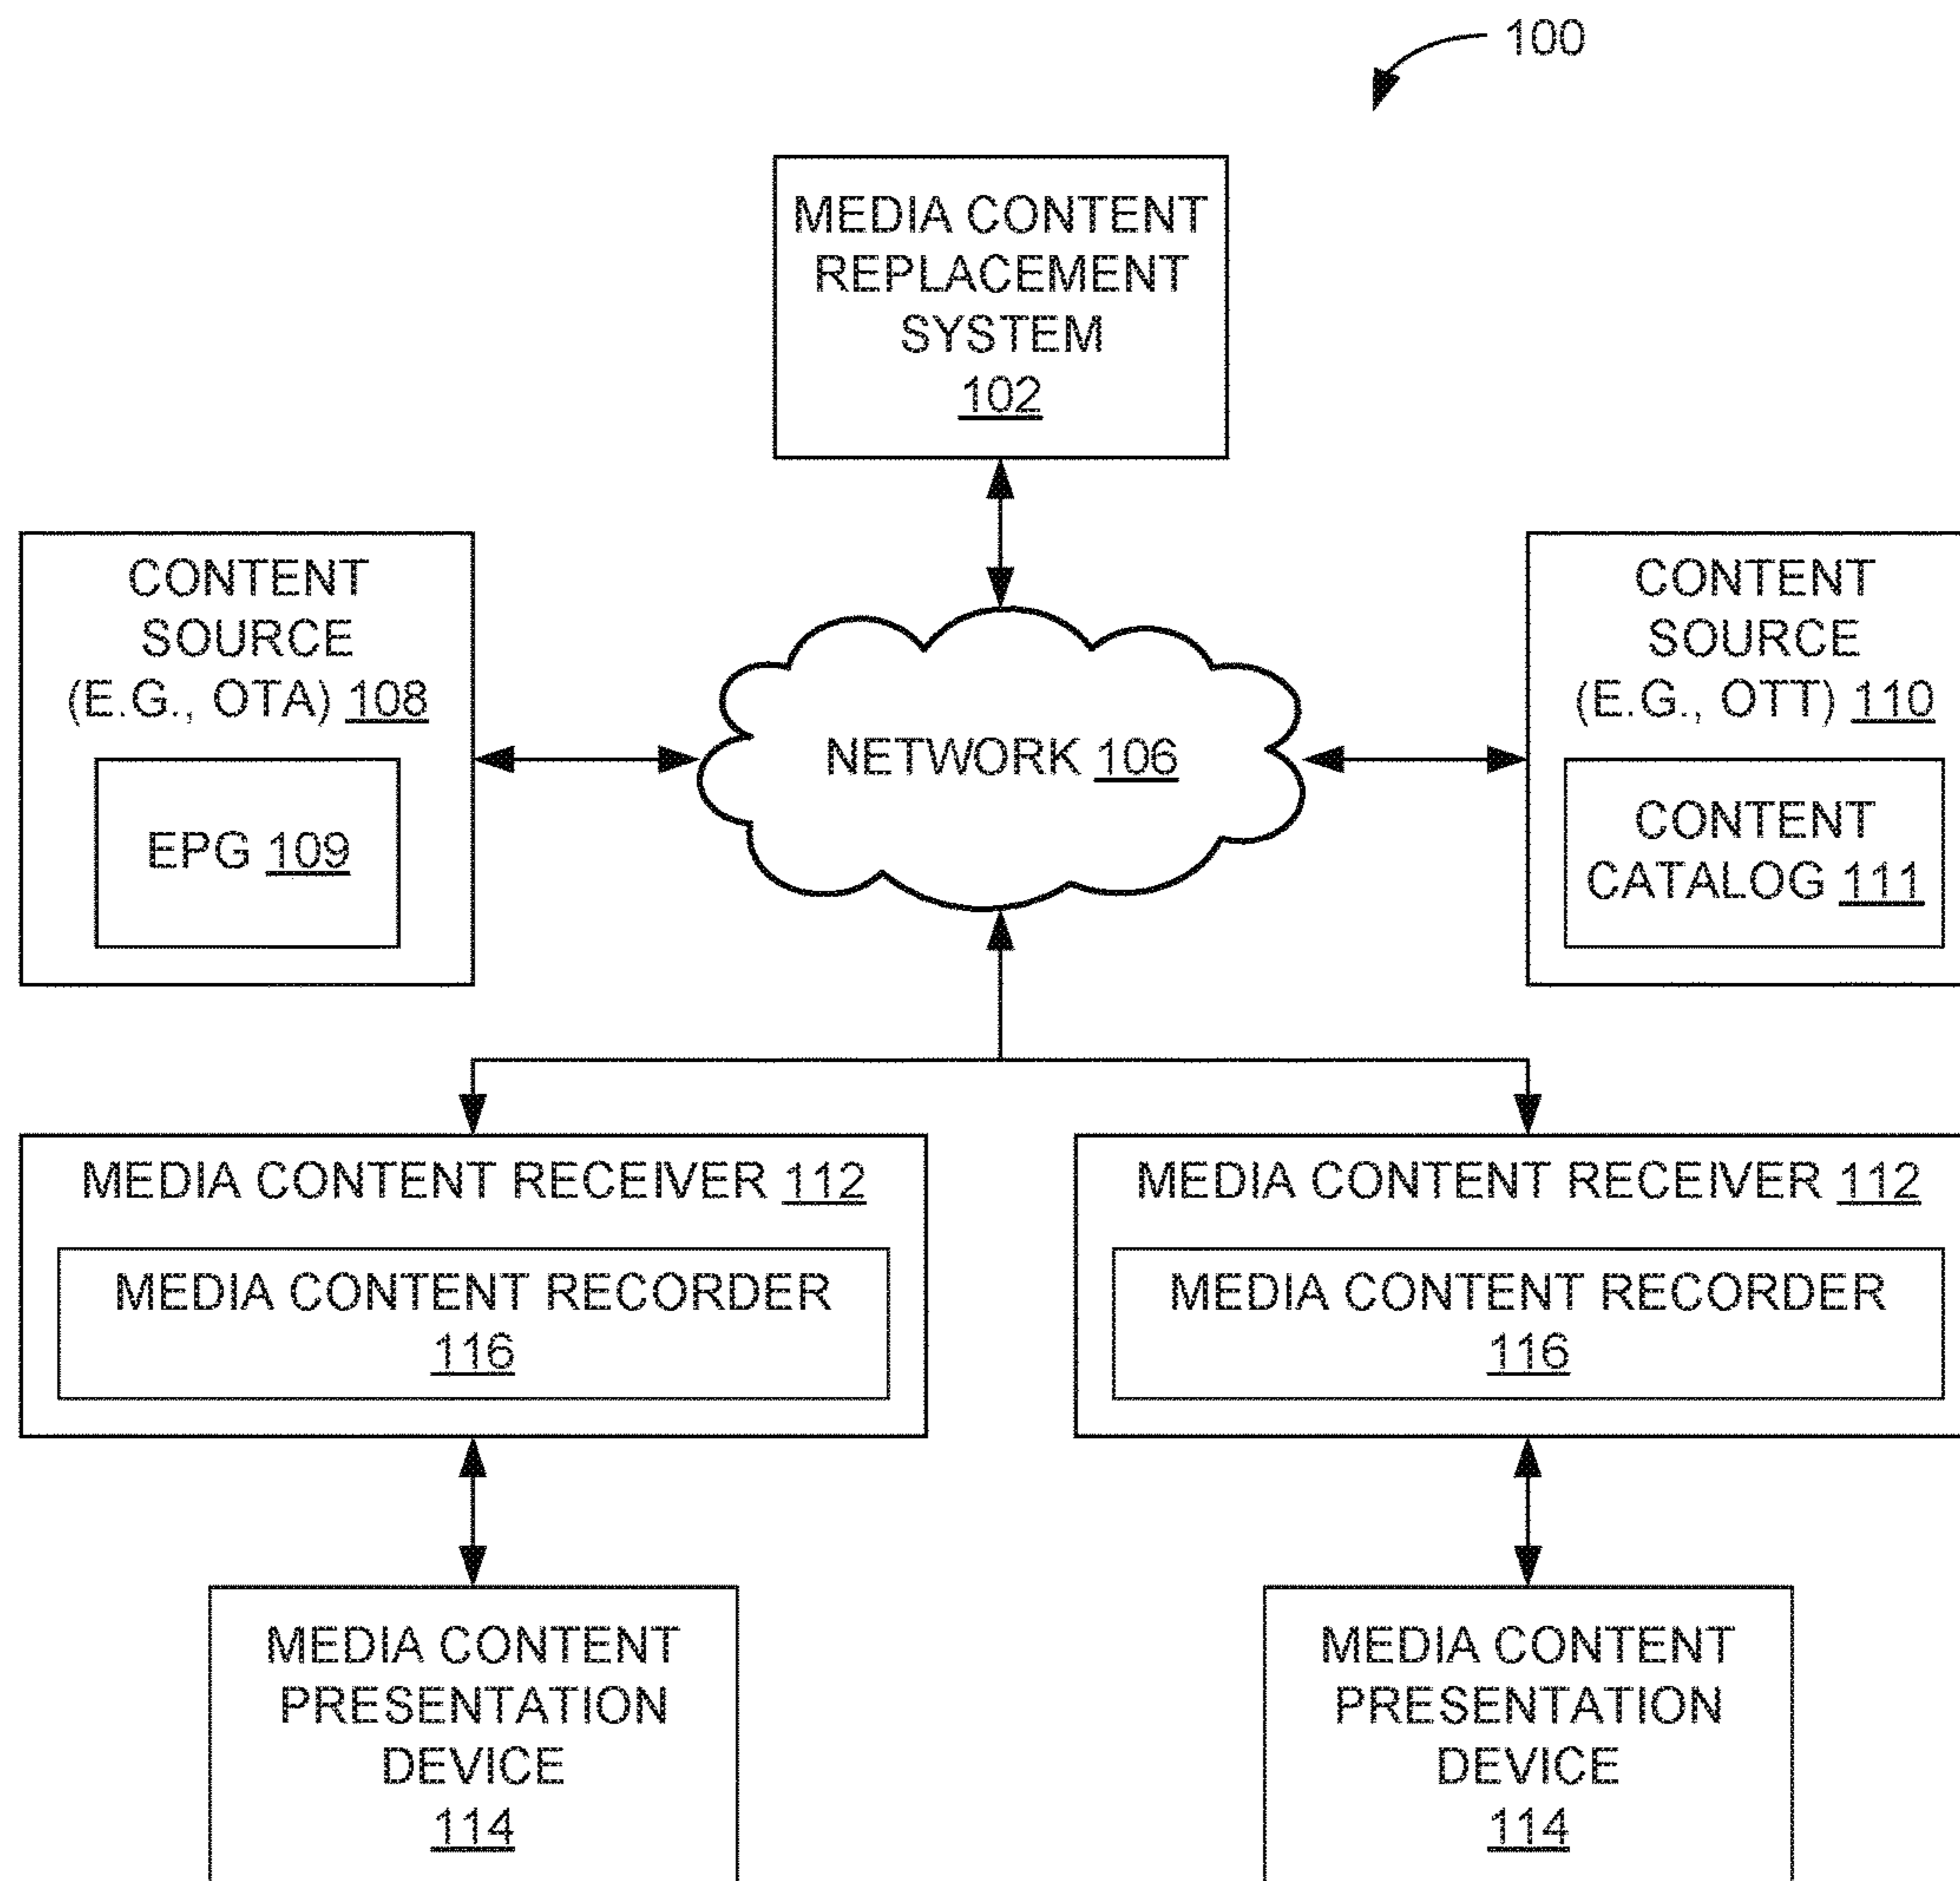 100
MEDIA CONTENT
REPLACEMENT
SYSTEM
102
CONTENT
SOURCE
(E.G., OTA) 108
EPG 109
NETWORK 106
CONTENT
SOURCE
(E.G., OTT) 110
CONTENT
CATALOG 111
MEDIA CONTENT RECEIVER 112
MEDIA CONTENT RECORDER
116
MEDIA CONTENT RECEIVER 112
MEDIA CONTENT RECORDER
116
MEDIA CONTENT
PRESENTATION
DEVICE
114
MEDIA CONTENT
PRESENTATION
DEVICE
114